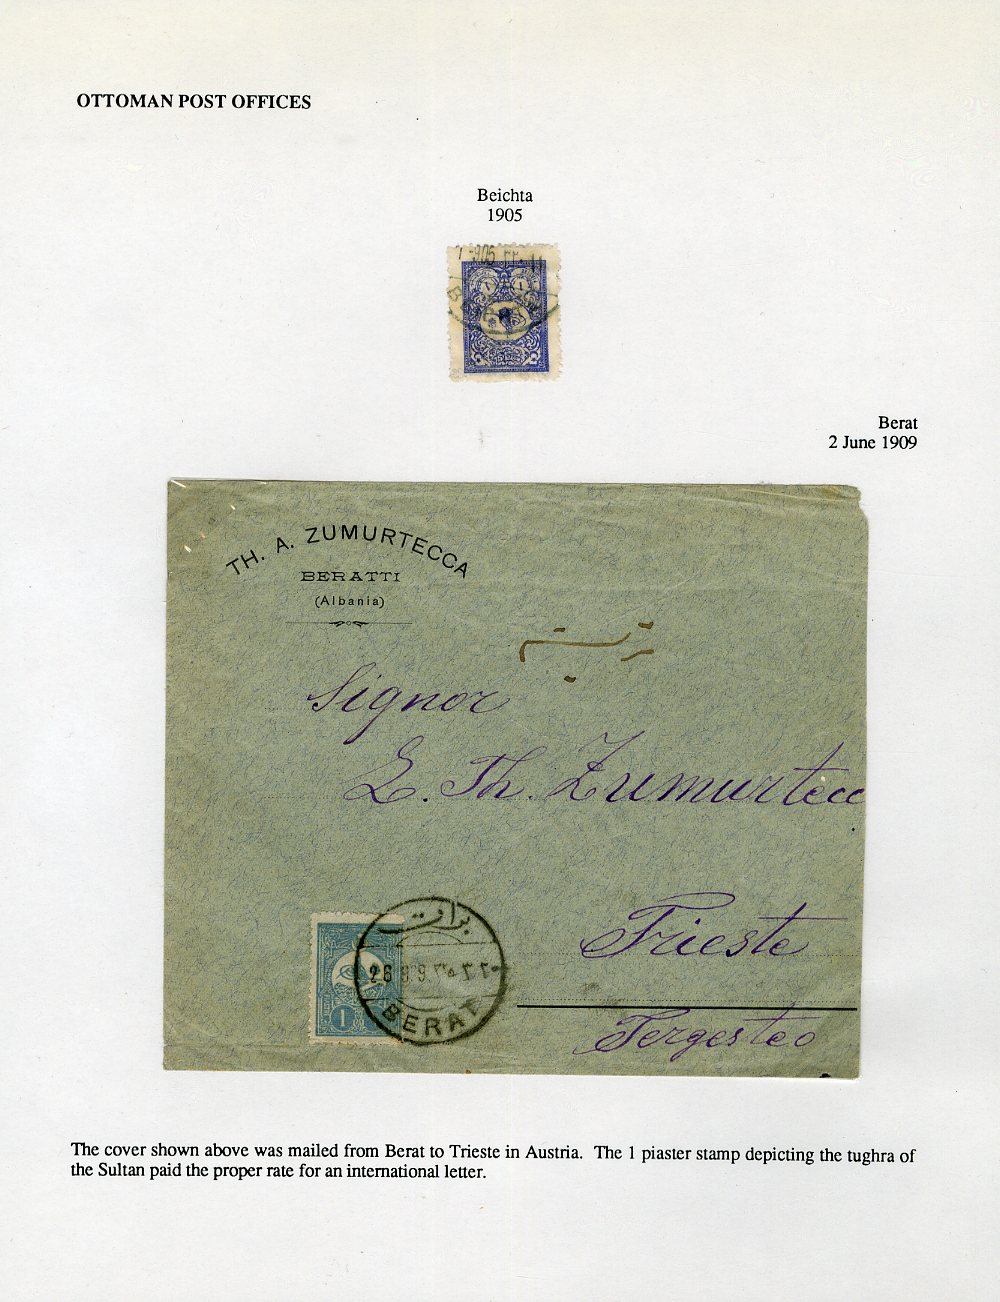 OTTOMAN POST OFFICES
Beichta
1905
Berat
2 June 1909
TH. A. ZUMURTECCA
BERATTI
(Albania)
Signor
E. Th. Zumurtecc
Trieste
Tergesteo
برات
BERAT
1
The cover shown above was mailed from Berat to Trieste in Austria. The 1 piaster stamp depicting the tughra of
the Sultan paid the proper rate for an international letter.